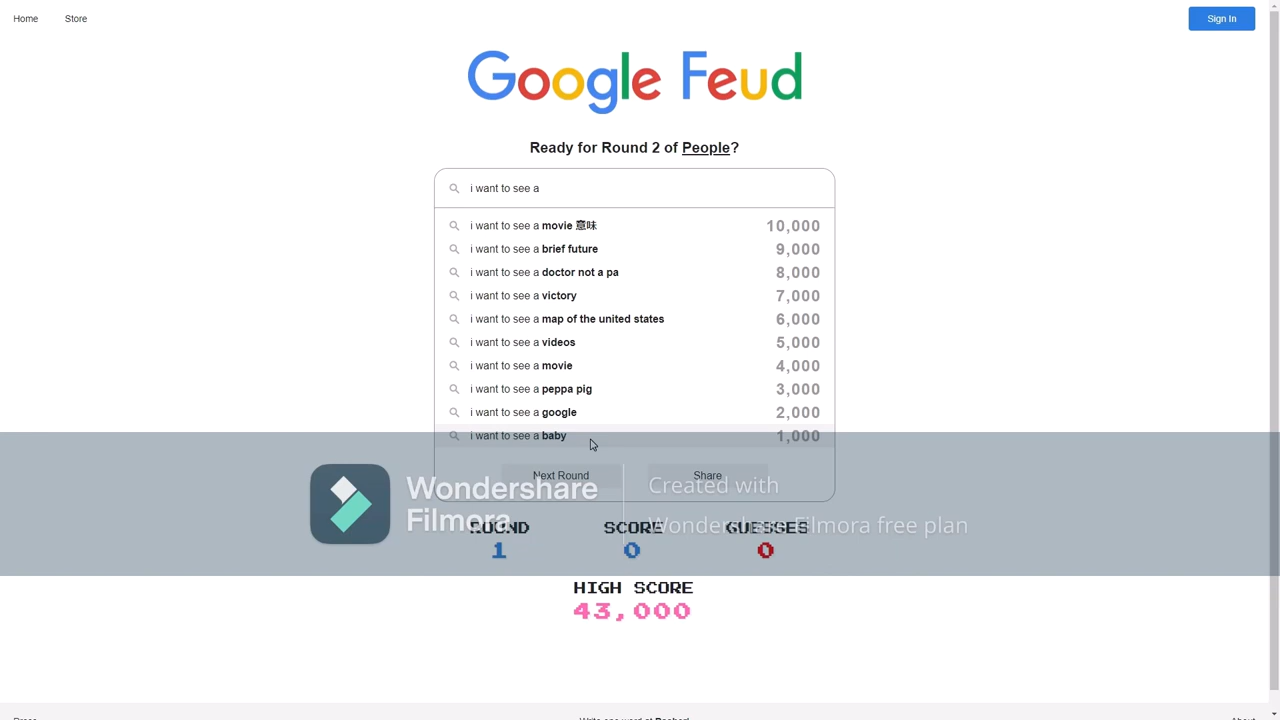 Home Store Sign In
Google Feud
Ready for Round 2 of People?
i want to see a
i want to see a movie 意味 10,000
i want to see a brief future 9,000
i want to see a doctor not a pa 8,000
i want to see a victory 7,000
i want to see a map of the united states 6,000
i want to see a videos 5,000
i want to see a movie 4,000
i want to see a peppa pig 3,000
i want to see a google 2,000
i want to see a baby 1,000
Next Round Share
Wondershare Filmora
Created with Wondershare Filmora free plan
ROUND SCORE GUESSES
1 0 0
HIGH SCORE
43,000